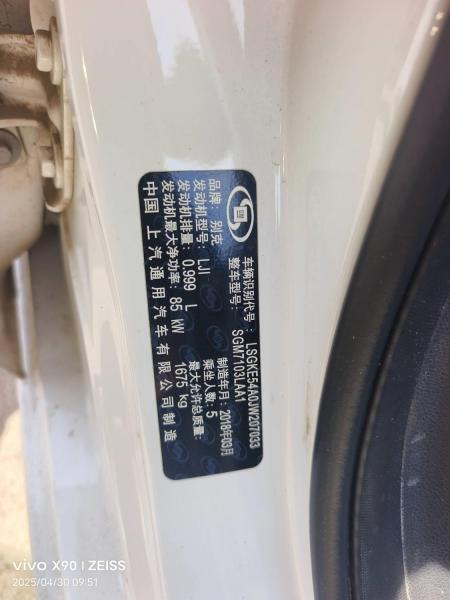 车辆识别代号: LSGKE54A0JW207033
整车型号: SGM7103LAA1
品牌: 别克
制造年月: 2018年03月
发动机型号: LJI
乘坐人数: 5
发动机排量: 0.999 L
最大允许总质量:
发动机最大净功率: 85 kW
1675 kg
中国 上汽通用汽车有限公司制造
vivo X90 | ZEISS
2025/04/30 09:51